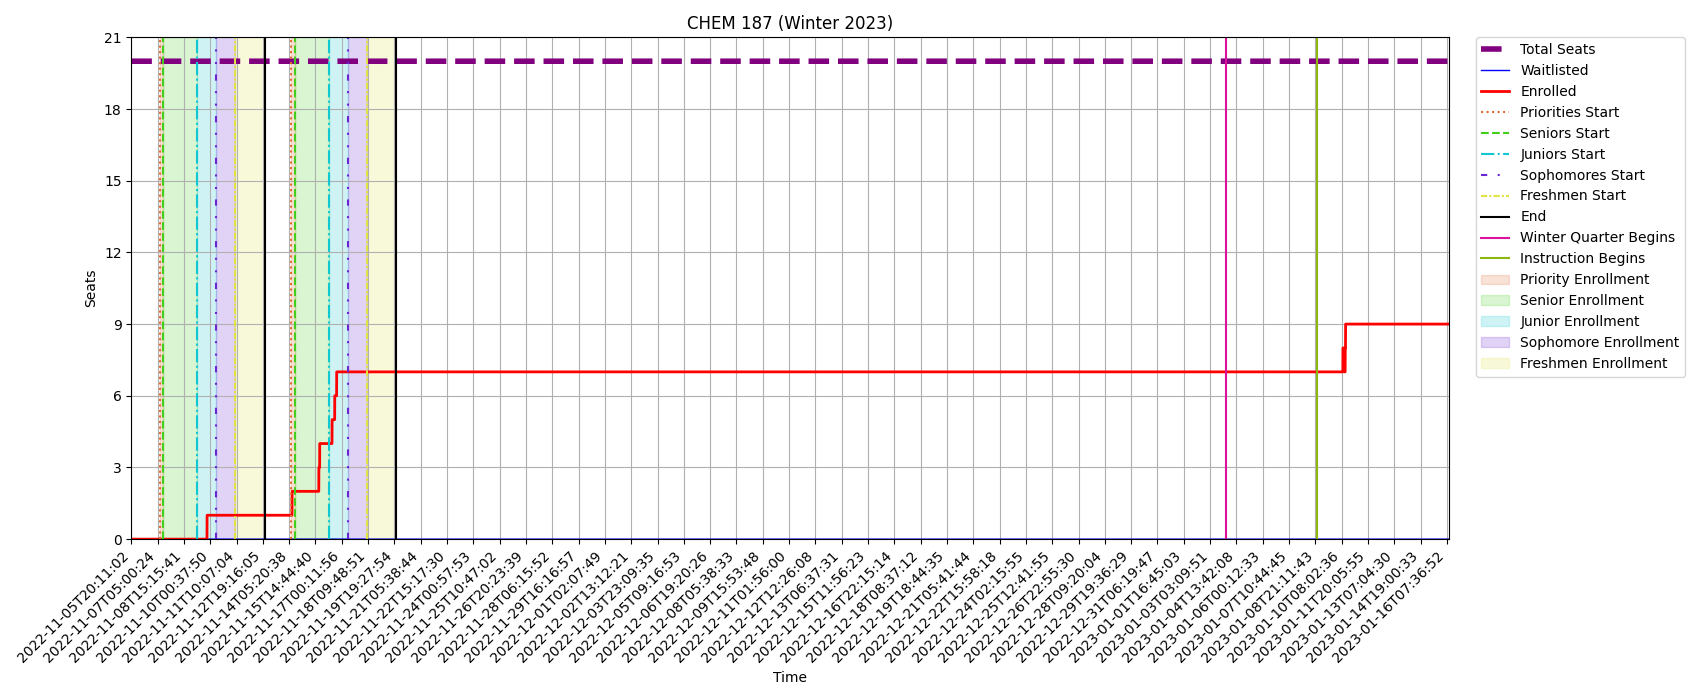 CHEM 187 (Winter 2023)
Seats
21
18
15
12
9
6
3
0
2022-11-05T20:11:02
2022-11-07T05:00:24
2022-11-08T15:15:41
2022-11-10T00:37:50
2022-11-11T10:07:04
2022-11-12T19:16:05
2022-11-14T05:20:38
2022-11-15T14:44:40
2022-11-17T00:11:56
2022-11-18T09:48:51
2022-11-19T19:27:54
2022-11-21T05:38:44
2022-11-22T15:17:30
2022-11-24T00:57:53
2022-11-25T10:47:02
2022-11-26T20:23:39
2022-11-28T06:15:52
2022-11-29T16:16:57
2022-12-01T02:07:49
2022-12-02T13:12:21
2022-12-03T23:09:35
2022-12-05T09:16:53
2022-12-06T19:20:26
2022-12-08T05:38:33
2022-12-09T15:53:48
2022-12-11T01:56:00
2022-12-12T12:26:08
2022-12-13T06:37:31
2022-12-15T11:56:23
2022-12-16T22:15:14
2022-12-18T08:37:12
2022-12-19T18:44:35
2022-12-21T05:41:44
2022-12-22T15:58:18
2022-12-24T02:15:55
2022-12-25T12:41:55
2022-12-26T22:55:30
2022-12-28T09:20:04
2022-12-29T19:36:29
2022-12-31T06:19:47
2023-01-01T16:45:03
2023-01-03T03:09:51
2023-01-04T13:42:08
2023-01-06T00:12:33
2023-01-07T10:44:45
2023-01-08T21:11:43
2023-01-10T08:02:36
2023-01-11T20:05:55
2023-01-13T07:04:30
2023-01-14T19:00:33
2023-01-16T07:36:52
Time
Total Seats
Waitlisted
Enrolled
Priorities Start
Seniors Start
Juniors Start
Sophomores Start
Freshmen Start
End
Winter Quarter Begins
Instruction Begins
Priority Enrollment
Senior Enrollment
Junior Enrollment
Sophomore Enrollment
Freshmen Enrollment